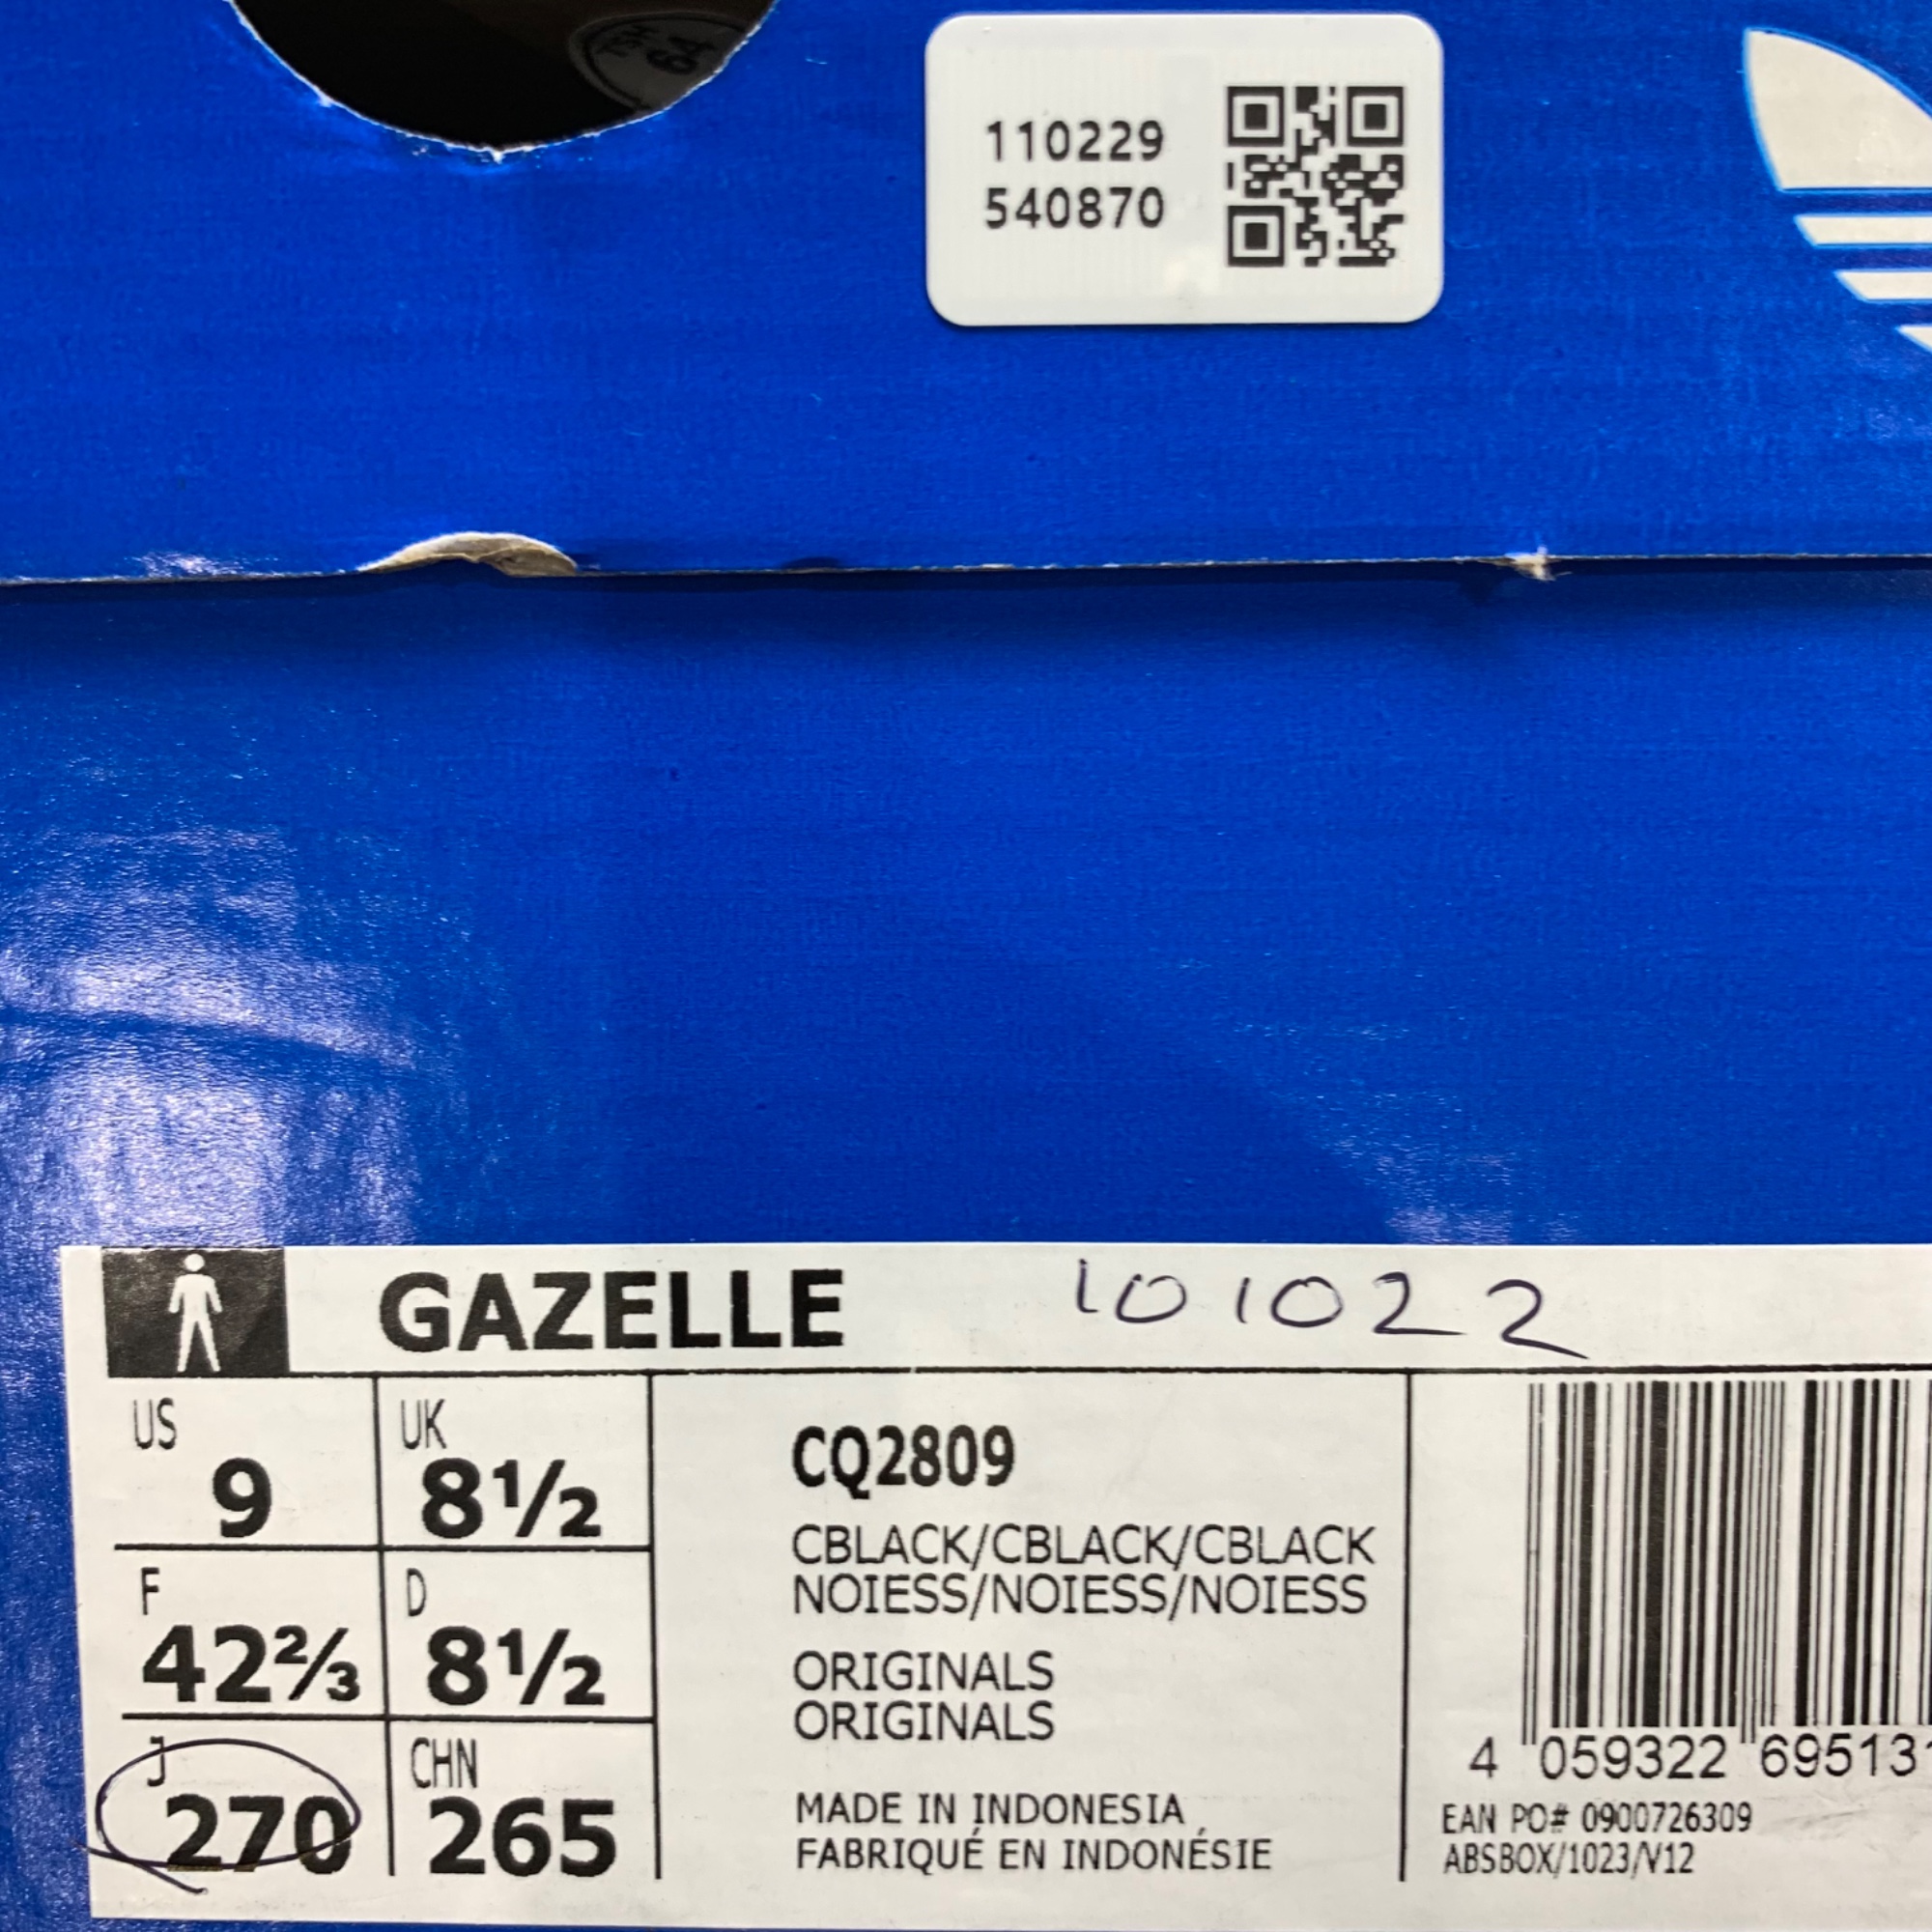 110229
540870
GAZELLE 101022
US 9
UK 8½
F 42⅔
D 8½
J 270
CHN 265
CQ2809
CBLACK/CBLACK/CBLACK
NOIESS/NOIESS/NOIESS
ORIGINALS
ORIGINALS
MADE IN INDONESIA
FABRIQUÉ EN INDONÉSIE
4 059322 69513
EAN PO# 0900726309
ABSBOX/1023/V12